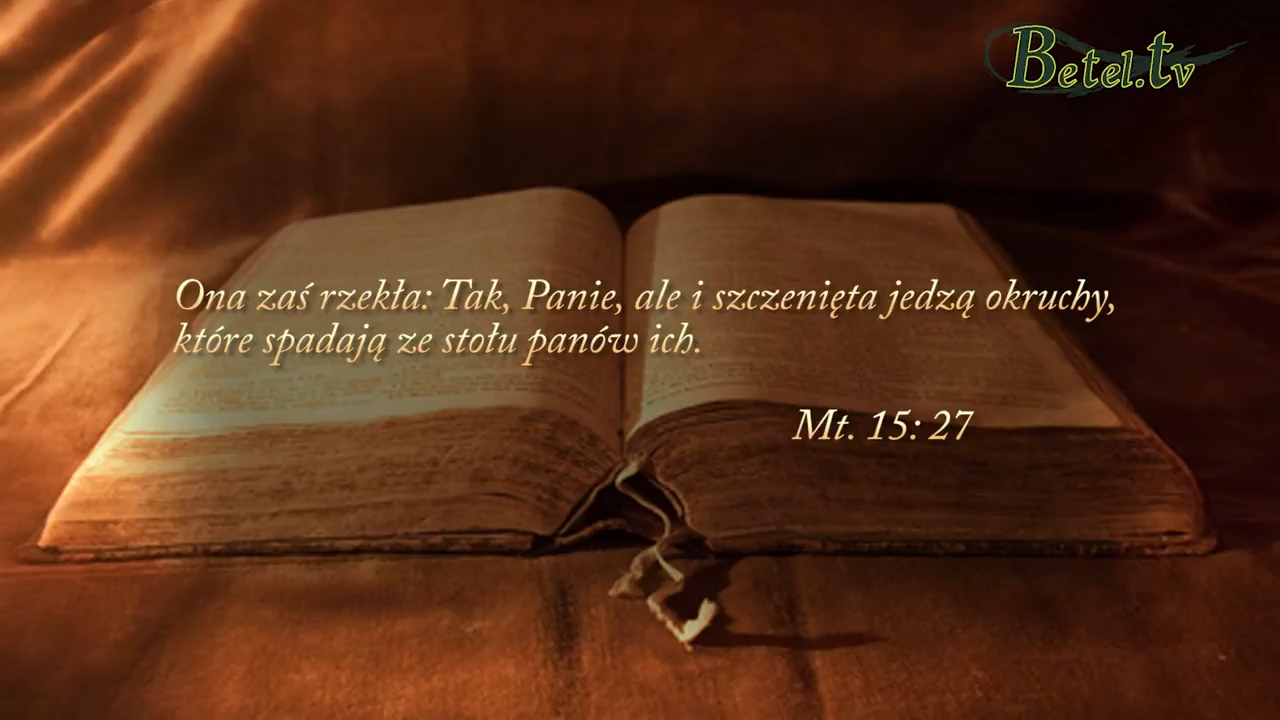 Betel.tv
Ona zaś rzekła: Tak, Panie, ale i szczenięta jedzą okruchy,
które spadają ze stołu panów ich.
Mt. 15: 27